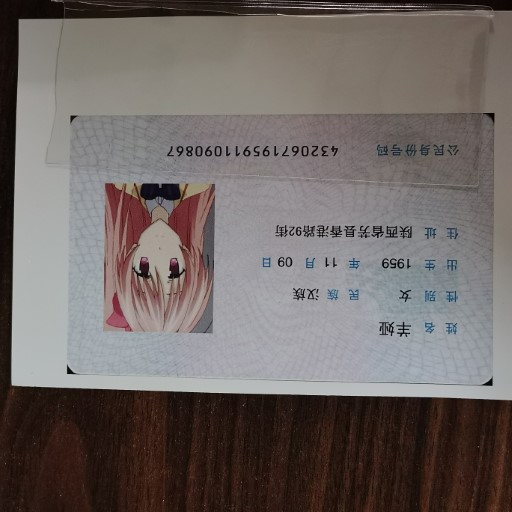 姓名 羊娅
性别 女 民族 汉族
出生 1959 年 11 月 09 日
住址 陕西省芳县香港路92街
公民身份号码 432067195911090867